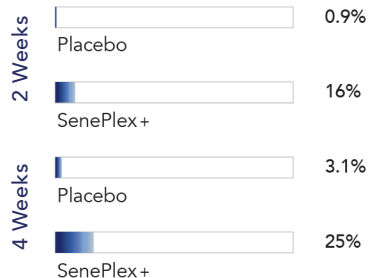 2 Weeks
0.9%
Placebo
16%
SenePlex+
4 Weeks
3.1%
Placebo
25%
SenePlex+